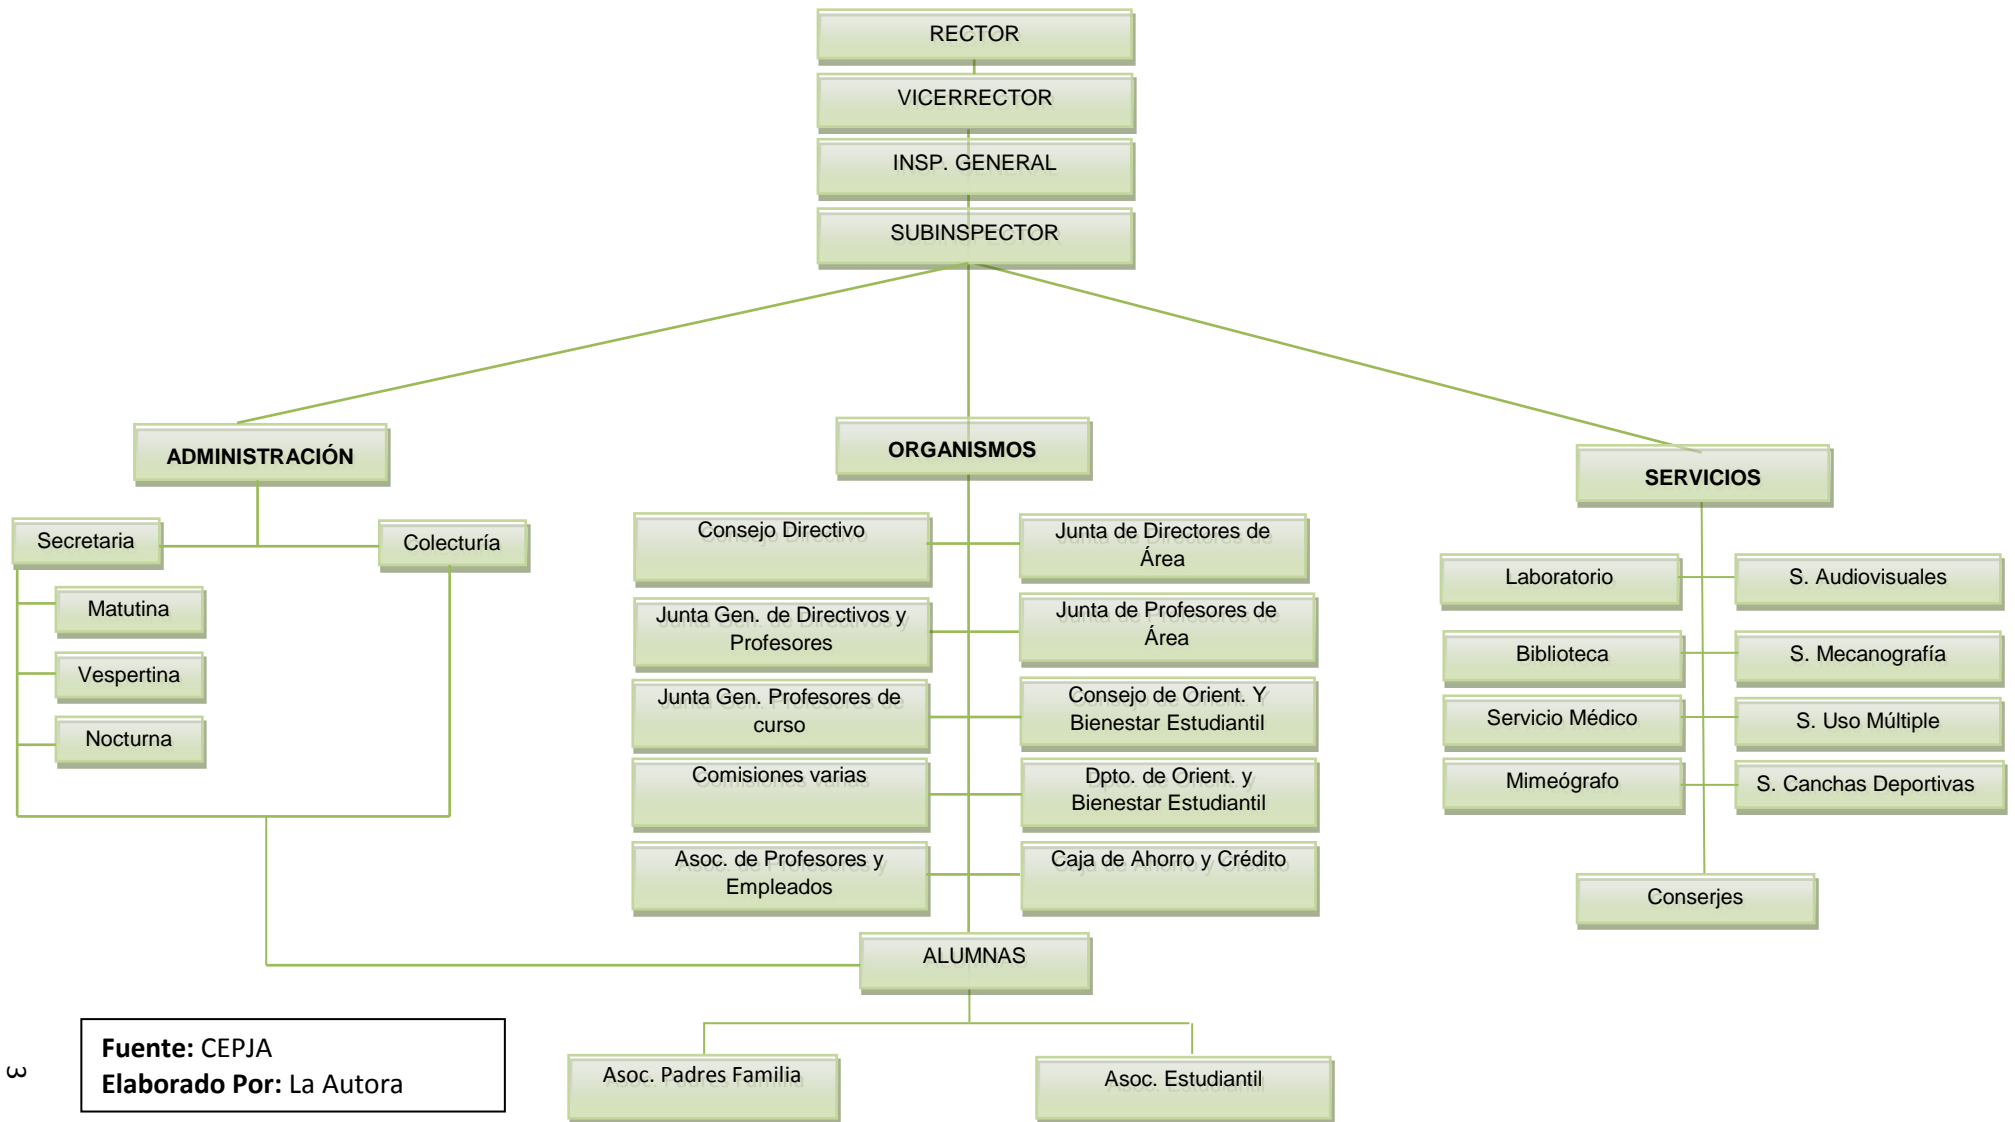 RECTOR
VICERRECTOR
INSP. GENERAL
SUBINSPECTOR
ADMINISTRACIÓN
Secretaria
Colecturía
Matutina
Vespertina
Nocturna
ORGANISMOS
Consejo Directivo
Junta de Directores de
Área
Junta Gen. de Directivos y
Profesores
Junta de Profesores de
Área
Junta Gen. Profesores de
curso
Consejo de Orient. Y
Bienestar Estudiantil
Comisiones varias
Dpto. de Orient. y
Bienestar Estudiantil
Asoc. de Profesores y
Empleados
Caja de Ahorro y Crédito
SERVICIOS
Laboratorio
S. Audiovisuales
Biblioteca
S. Mecanografía
Servicio Médico
S. Uso Múltiple
Mimeógrafo
S. Canchas Deportivas
Conserjes
ALUMNAS
Asoc. Padres Familia
Asoc. Estudiantil
Fuente: CEPJA
Elaborado Por: La Autora
3